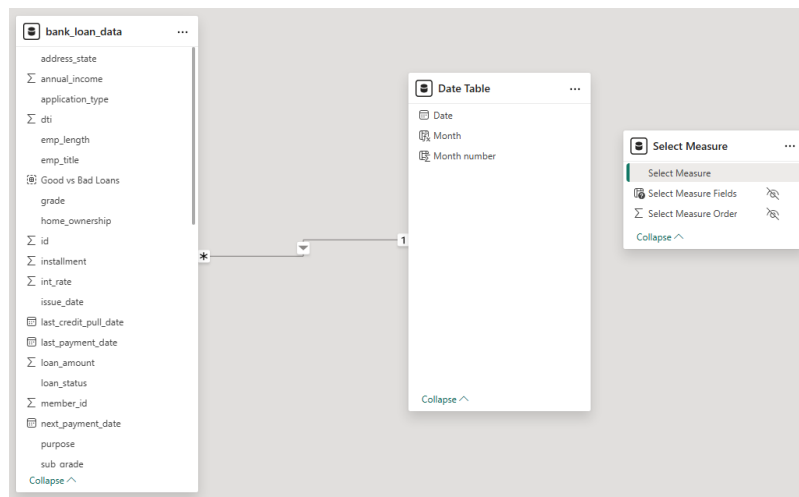 bank_loan_data
address_state
∑ annual_income
application_type
∑ dti
emp_length
emp_title
Good vs Bad Loans
grade
home_ownership
∑ id
∑ installment
∑ int_rate
issue_date
last_credit_pull_date
last_payment_date
∑ loan_amount
loan_status
∑ member_id
next_payment_date
purpose
sub_grade
Collapse
*
1
Date Table
Date
Month
Month number
Collapse
Select Measure
Select Measure
Select Measure Fields
∑ Select Measure Order
Collapse